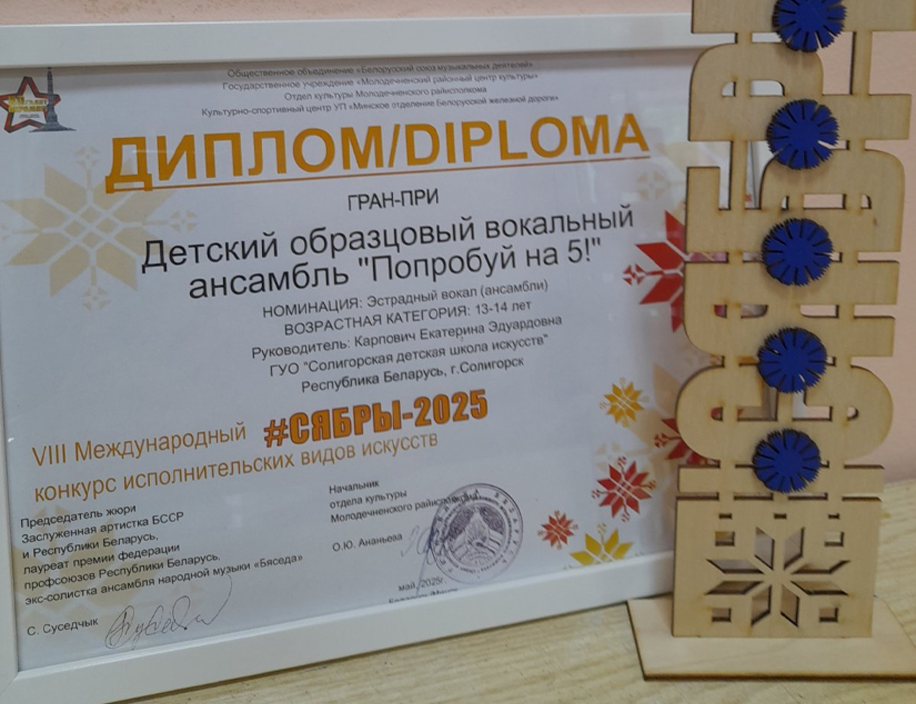 Общественное объединение «Белорусский союз музыкальных деятелей»
Государственное учреждение «Молодечненский районный центр культуры»
Отдел культуры Молодечненского райисполкома
Культурно-спортивный центр УП «Минское отделение Белорусской железной дороги»
ДИПЛОМ/DIPLOMA
ГРАН-ПРИ
Детский образцовый вокальный
ансамбль "Попробуй на 5!"
НОМИНАЦИЯ: Эстрадный вокал (ансамбли)
ВОЗРАСТНАЯ КАТЕГОРИЯ: 13-14 лет
Руководитель: Карпович Екатерина Эдуардовна
ГУО "Солигорская детская школа искусств"
Республика Беларусь, г.Солигорск
VIII Международный #СЯБРЫ-2025
конкурс исполнительских видов искусств
Председатель жюри
Заслуженная артистка БССР
и Республики Беларусь,
лауреат премии федерации
профсоюзов Республики Беларусь,
экс-солистка ансамбля народной музыки «Бяседа»
С. Суседчык
Начальник
отдела культуры
Молодечненского райисполкома
О.Ю. Ананьева
май, 2025г.